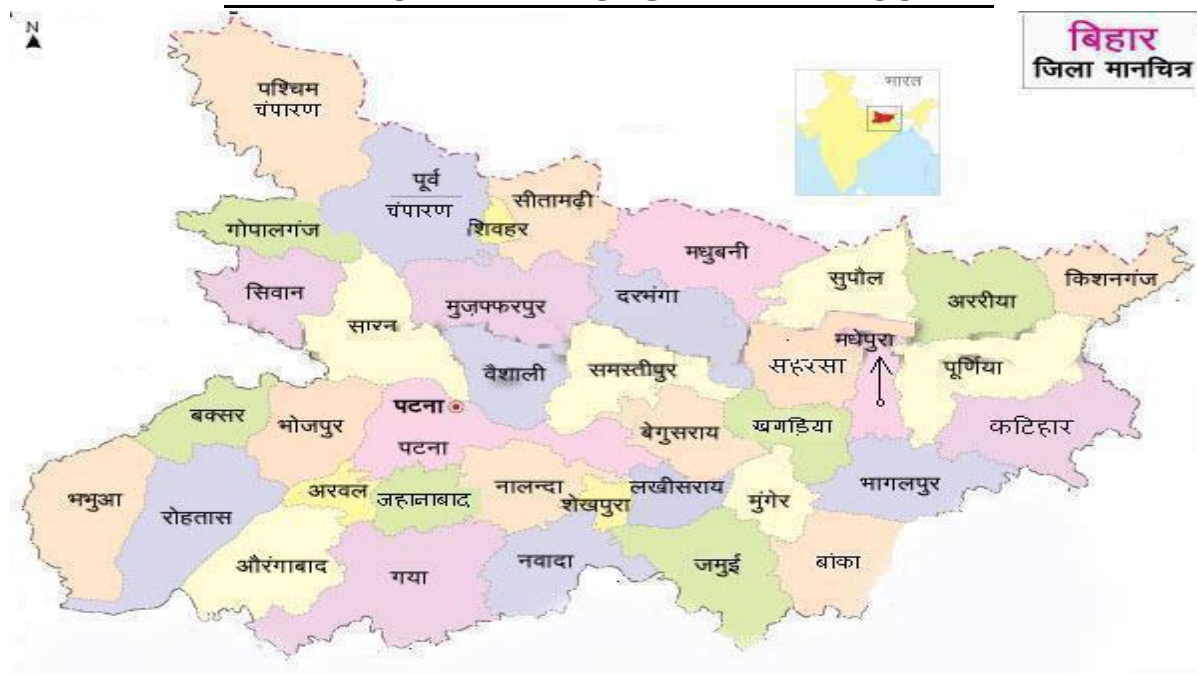 N
बिहार
जिला मानचित्र
भारत
पश्चिम
चंपारण
पूर्व
चंपारण
सीतामढ़ी
शिवहर
गोपालगंज
मधुबनी
सुपौल
किशनगंज
अररीया
सिवान
मुज़फ्फरपुर
दरभंगा
सारन
मधेपुरा
सहरसा
पूर्णिया
वैशाली
समस्तीपुर
पटना
बक्सर
भोजपुर
बेगुसराय
खगड़िया
कटिहार
पटना
भभुआ
रोहतास
अरवल
जहानाबाद
नालन्दा
शेखपुरा
लखीसराय
मुंगेर
भागलपुर
औरंगाबाद
गया
नवादा
जमुई
बांका